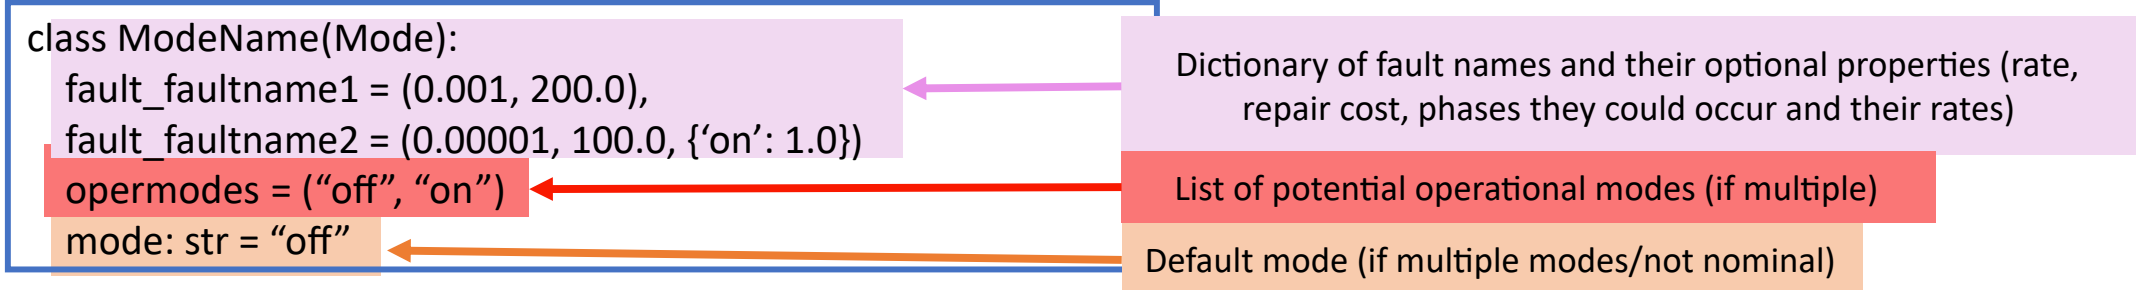 class ModeName(Mode):
fault_faultname1 = (0.001, 200.0),
fault_faultname2 = (0.00001, 100.0, {‘on’: 1.0})
opermodes = (“off”, “on”)
mode: str = “off”
Dictionary of fault names and their optional properties (rate,
repair cost, phases they could occur and their rates)
List of potential operational modes (if multiple)
Default mode (if multiple modes/not nominal)